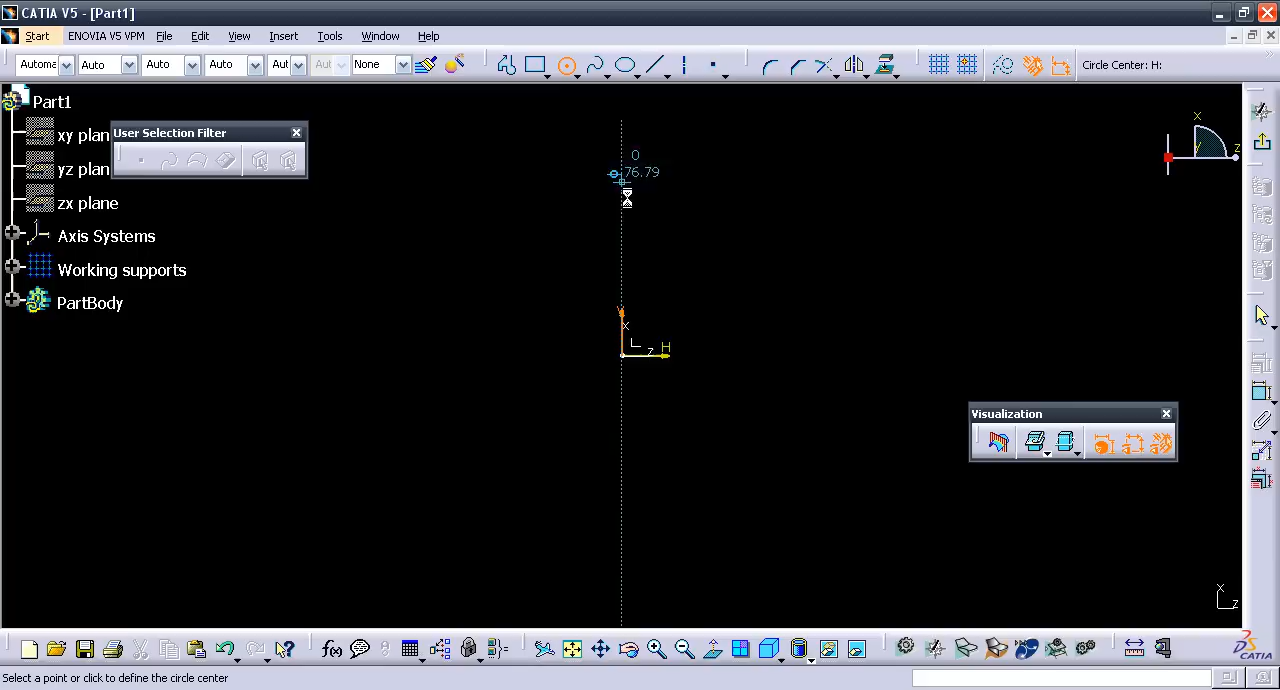 CATIA V5 - [Part1]
Start ENOVIA V5 VPM File Edit View Insert Tools Window Help
Automa Auto Auto Auto Aut Aut None Circle Center: H:
Part1
xy plan
yz plan
zx plane
Axis Systems
Working supports
PartBody
User Selection Filter
0
76.79
V
X
Z
H
X
Y
Z
Visualization
X
Z
f(x)
DS
CATIA
Select a point or click to define the circle center